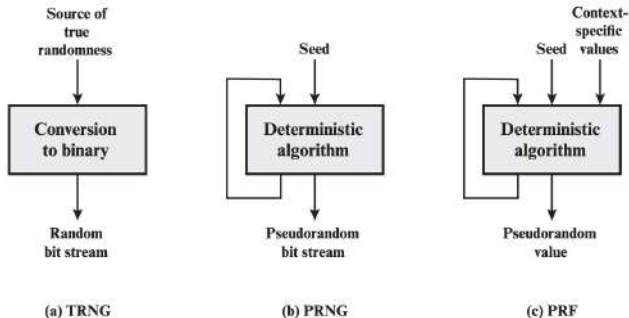 Source of
true
randomness
Conversion
to binary
Random
bit stream
(a) TRNG
Seed
Deterministic
algorithm
Pseudorandom
bit stream
(b) PRNG
Context-
specific
values
Seed
Deterministic
algorithm
Pseudorandom
value
(c) PRF